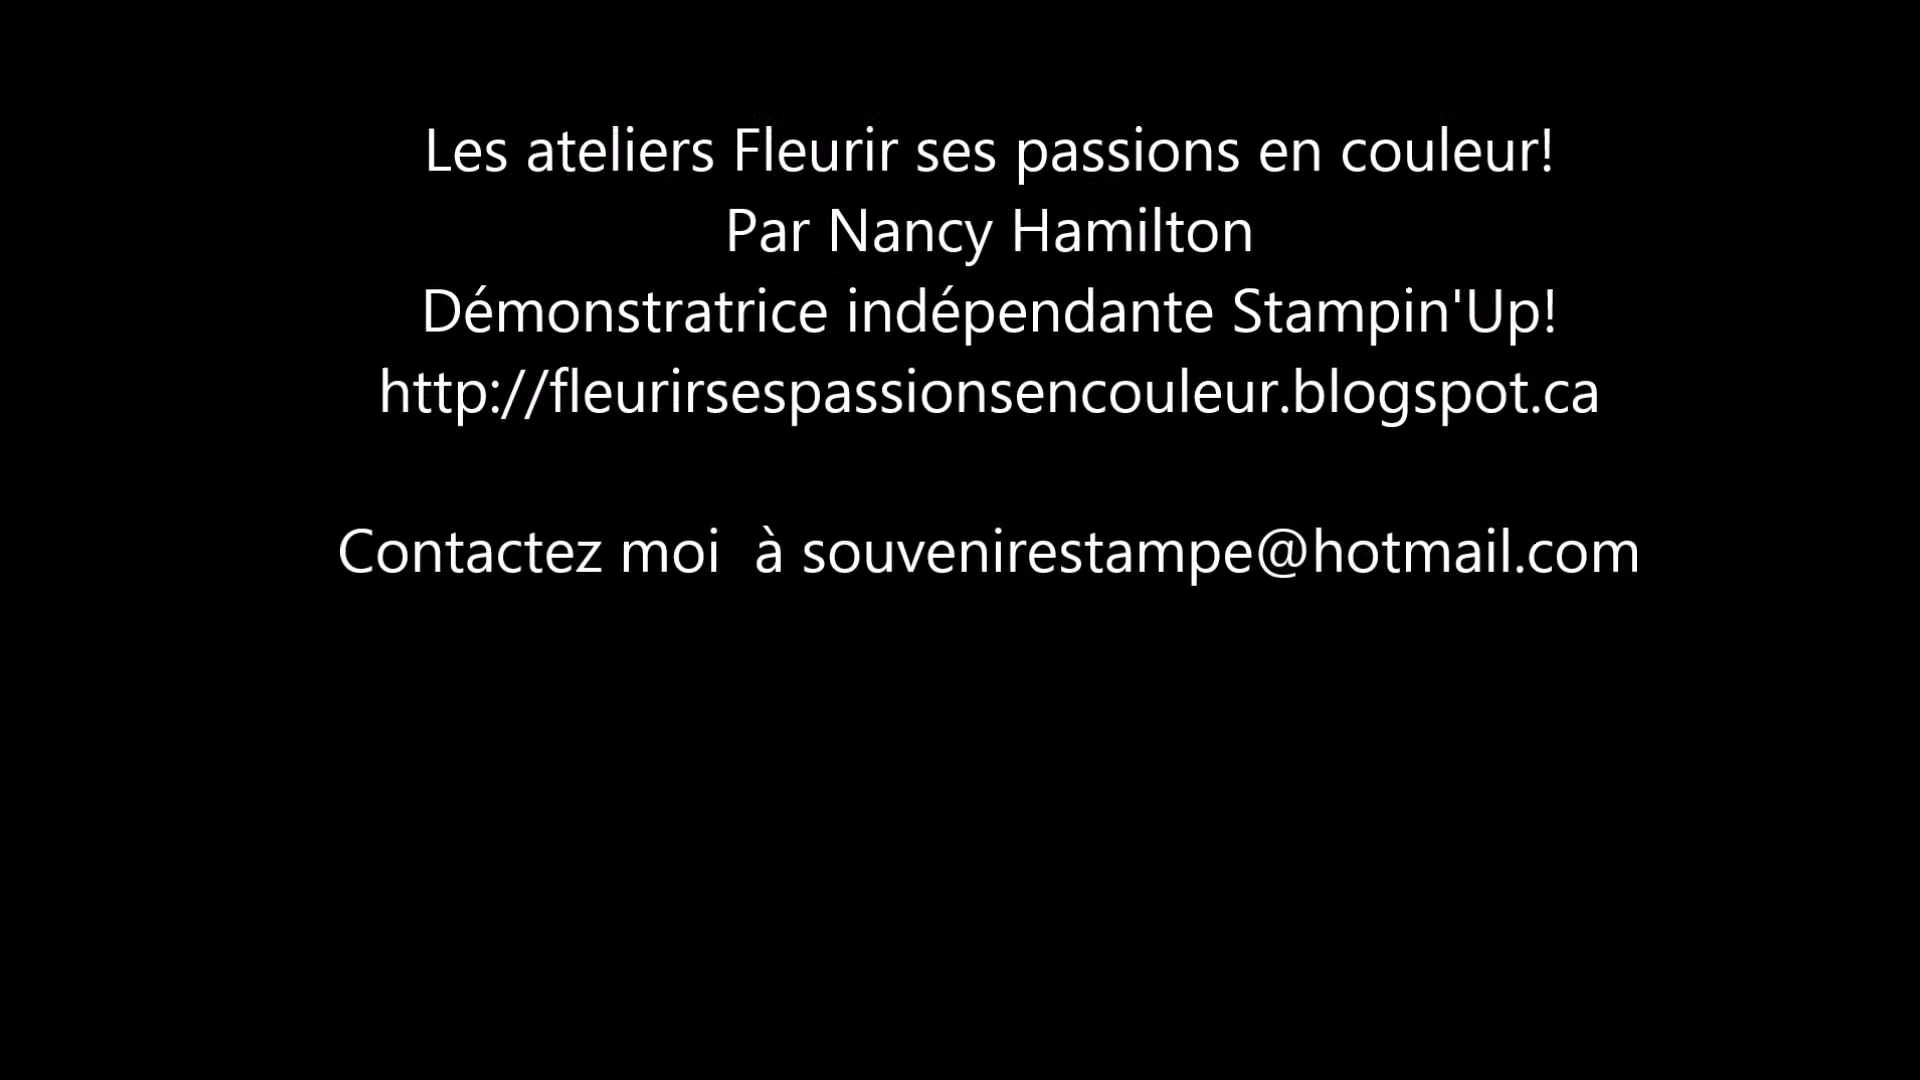 Les ateliers Fleurir ses passions en couleur!
Par Nancy Hamilton
Démonstratrice indépendante Stampin'Up!
http://fleurirsespassionsencouleur.blogspot.ca
Contactez moi  à souvenirestampe@hotmail.com